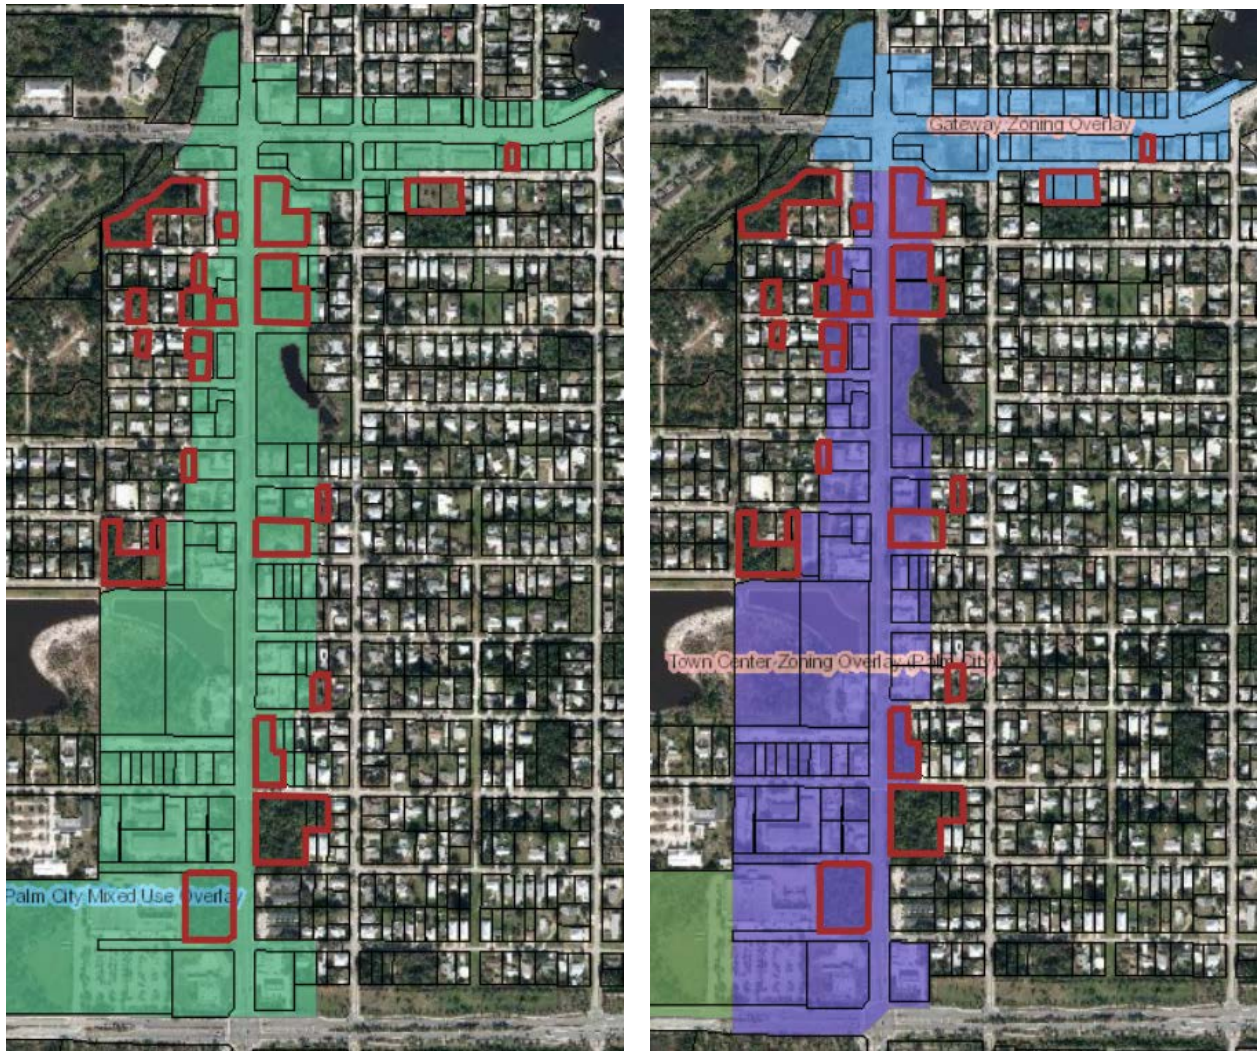 Gateway Zoning Overlay
Town Center Zoning Overlay (Palm City)
Palm City Mixed Use Overlay